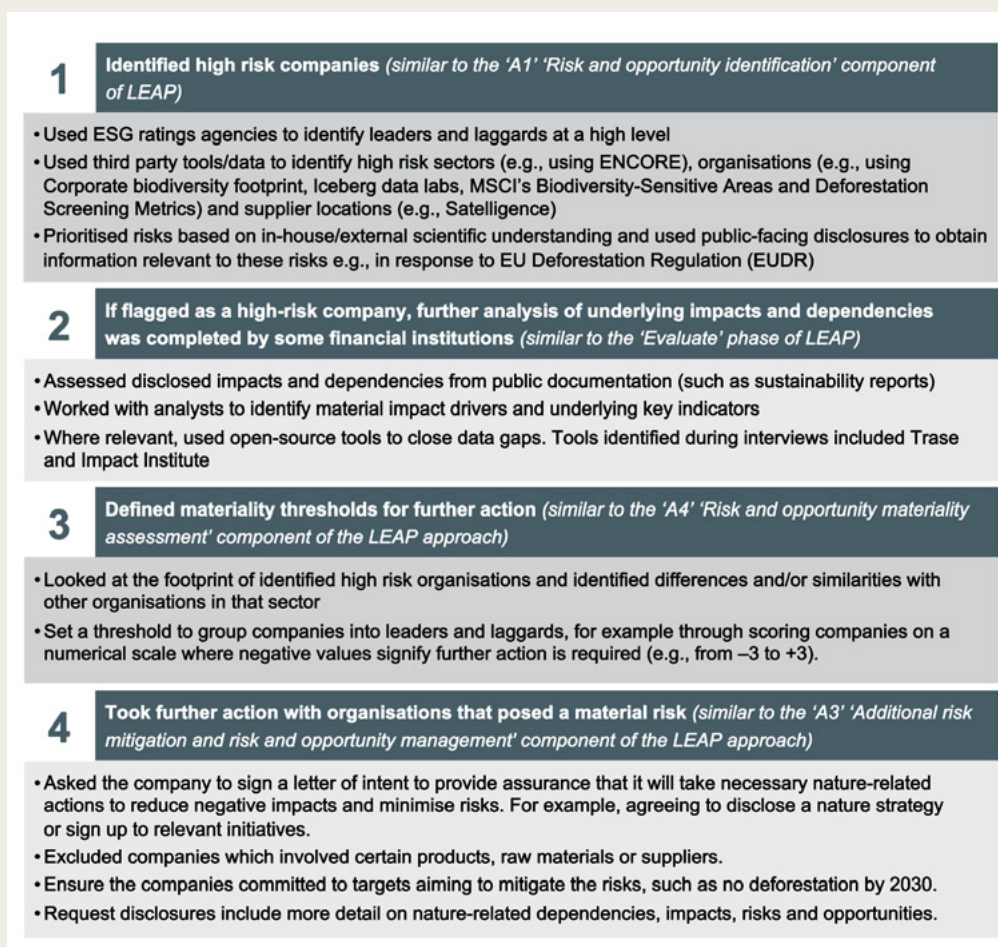 1
Identified high risk companies (similar to the ‘A1’ ‘Risk and opportunity identification’ component
of LEAP)
• Used ESG ratings agencies to identify leaders and laggards at a high level
• Used third party tools/data to identify high risk sectors (e.g., using ENCORE), organisations (e.g., using
Corporate biodiversity footprint, Iceberg data labs, MSCI’s Biodiversity-Sensitive Areas and Deforestation
Screening Metrics) and supplier locations (e.g., Satelligence)
• Prioritised risks based on in-house/external scientific understanding and used public-facing disclosures to obtain
information relevant to these risks e.g., in response to EU Deforestation Regulation (EUDR)
2
If flagged as a high-risk company, further analysis of underlying impacts and dependencies
was completed by some financial institutions (similar to the ‘Evaluate’ phase of LEAP)
• Assessed disclosed impacts and dependencies from public documentation (such as sustainability reports)
• Worked with analysts to identify material impact drivers and underlying key indicators
• Where relevant, used open-source tools to close data gaps. Tools identified during interviews included Trase
and Impact Institute
3
Defined materiality thresholds for further action (similar to the ‘A4’ ‘Risk and opportunity materiality
assessment’ component of the LEAP approach)
• Looked at the footprint of identified high risk organisations and identified differences and/or similarities with
other organisations in that sector
• Set a threshold to group companies into leaders and laggards, for example through scoring companies on a
numerical scale where negative values signify further action is required (e.g., from –3 to +3).
4
Took further action with organisations that posed a material risk (similar to the ‘A3’ ‘Additional risk
mitigation and risk and opportunity management’ component of the LEAP approach)
• Asked the company to sign a letter of intent to provide assurance that it will take necessary nature-related
actions to reduce negative impacts and minimise risks. For example, agreeing to disclose a nature strategy
or sign up to relevant initiatives.
• Excluded companies which involved certain products, raw materials or suppliers.
• Ensure the companies committed to targets aiming to mitigate the risks, such as no deforestation by 2030.
• Request disclosures include more detail on nature-related dependencies, impacts, risks and opportunities.